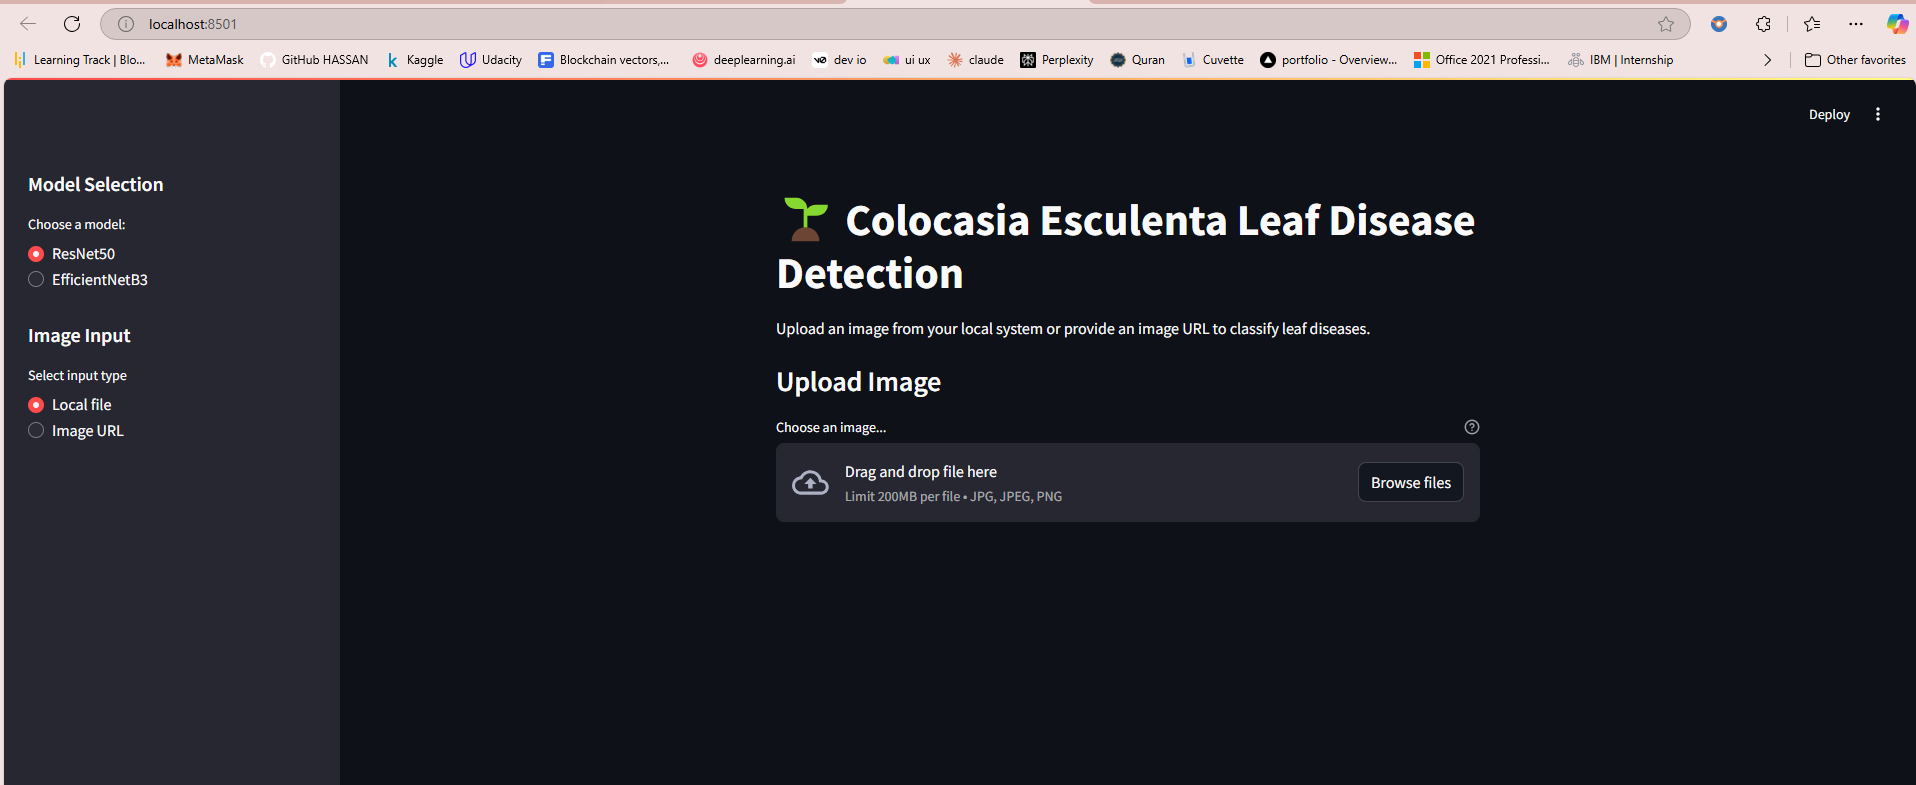 localhost:8501
Learning Track | Blo...
MetaMask
GitHub HASSAN
k Kaggle
Udacity
Blockchain vectors,...
deeplearning.ai
v0 dev io
ui ux
claude
Perplexity
Quran
Cuvette
portfolio - Overview...
Office 2021 Professi...
IBM | Internship
Other favorites
Deploy
Model Selection
Choose a model:
ResNet50
EfficientNetB3
Image Input
Select input type
Local file
Image URL
Colocasia Esculenta Leaf Disease
Detection
Upload an image from your local system or provide an image URL to classify leaf diseases.
Upload Image
Choose an image...
Drag and drop file here
Limit 200MB per file • JPG, JPEG, PNG
Browse files